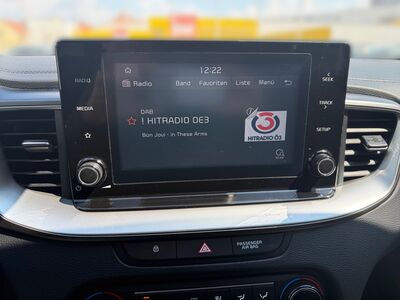 12:22
RADIO
Radio Band Favoriten Liste Menü
SEEK
MEDIA
DAB
! HITRADIO OE3
Bon Jovi - In These Arms
TRACK
SETUP
3
HITRADIO Ö3
PASSENGER
AIR BAG